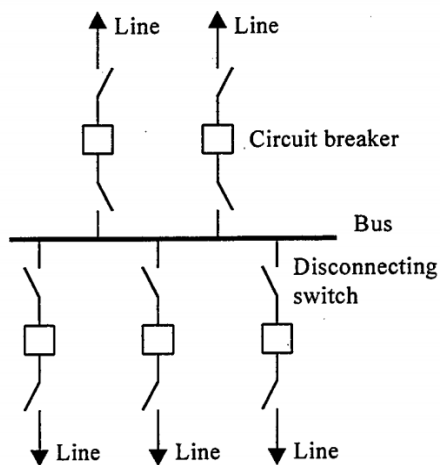 Line
Line
Circuit breaker
Bus
Disconnecting
switch
Line
Line
Line